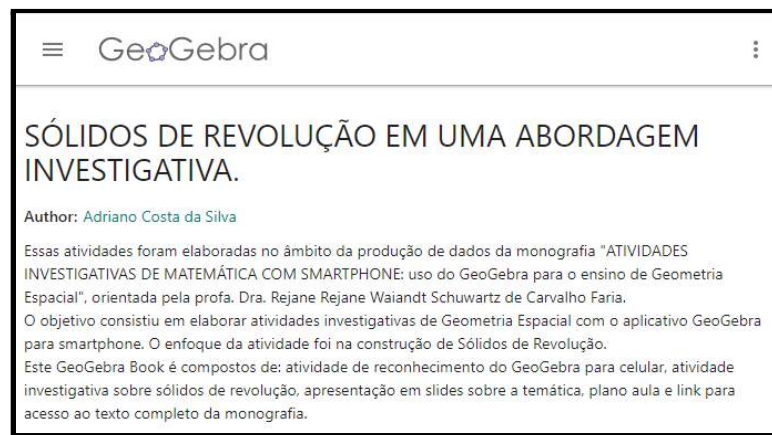 GeoGebra
SÓLIDOS DE REVOLUÇÃO EM UMA ABORDAGEM
INVESTIGATIVA.
Author: Adriano Costa da Silva
Essas atividades foram elaboradas no âmbito da produção de dados da monografia "ATIVIDADES
INVESTIGATIVAS DE MATEMÁTICA COM SMARTPHONE: uso do GeoGebra para o ensino de Geometria
Espacial", orientada pela profa. Dra. Rejane Rejane Waiandt Schuwartz de Carvalho Faria.
O objetivo consistiu em elaborar atividades investigativas de Geometria Espacial com o aplicativo GeoGebra
para smartphone. O enfoque da atividade foi na construção de Sólidos de Revolução.
Este GeoGebra Book é compostos de: atividade de reconhecimento do GeoGebra para celular, atividade
investigativa sobre sólidos de revolução, apresentação em slides sobre a temática, plano aula e link para
acesso ao texto completo da monografia.